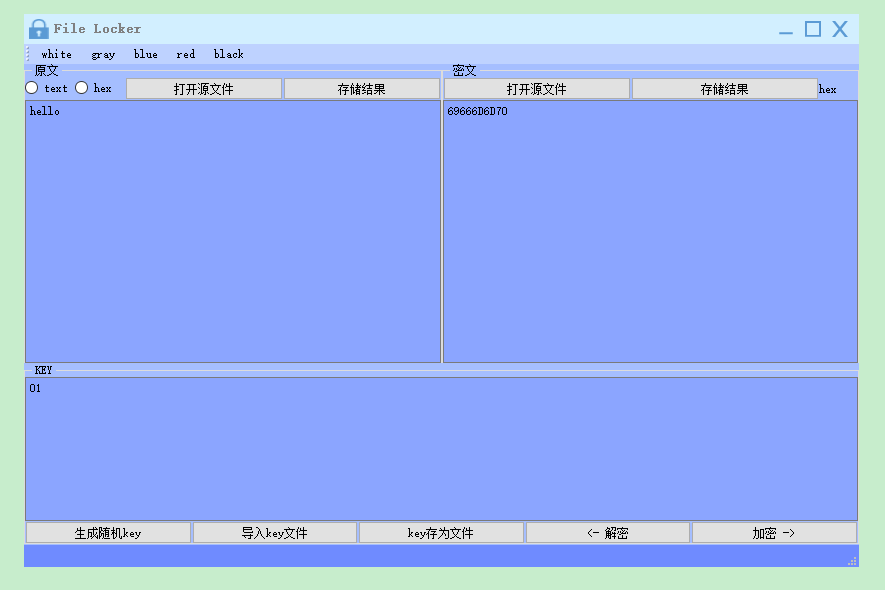 File Locker
white gray blue red black
原文 密文
text hex 打开源文件 存储结果 打开源文件 存储结果 hex
hello 69666D6D70
KEY
01
生成随机key 导入key文件 key存为文件 <- 解密 加密 ->